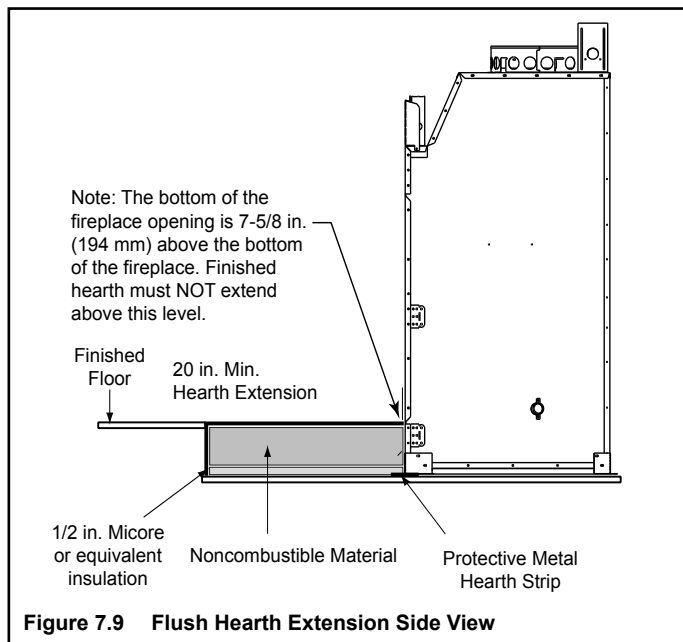 Note: The bottom of the
fireplace opening is 7-5/8 in.
(194 mm) above the bottom
of the fireplace. Finished
hearth must NOT extend
above this level.
Finished
Floor
20 in. Min.
Hearth Extension
1/2 in. Micore
or equivalent
insulation
Noncombustible Material
Protective Metal
Hearth Strip
Figure 7.9 Flush Hearth Extension Side View